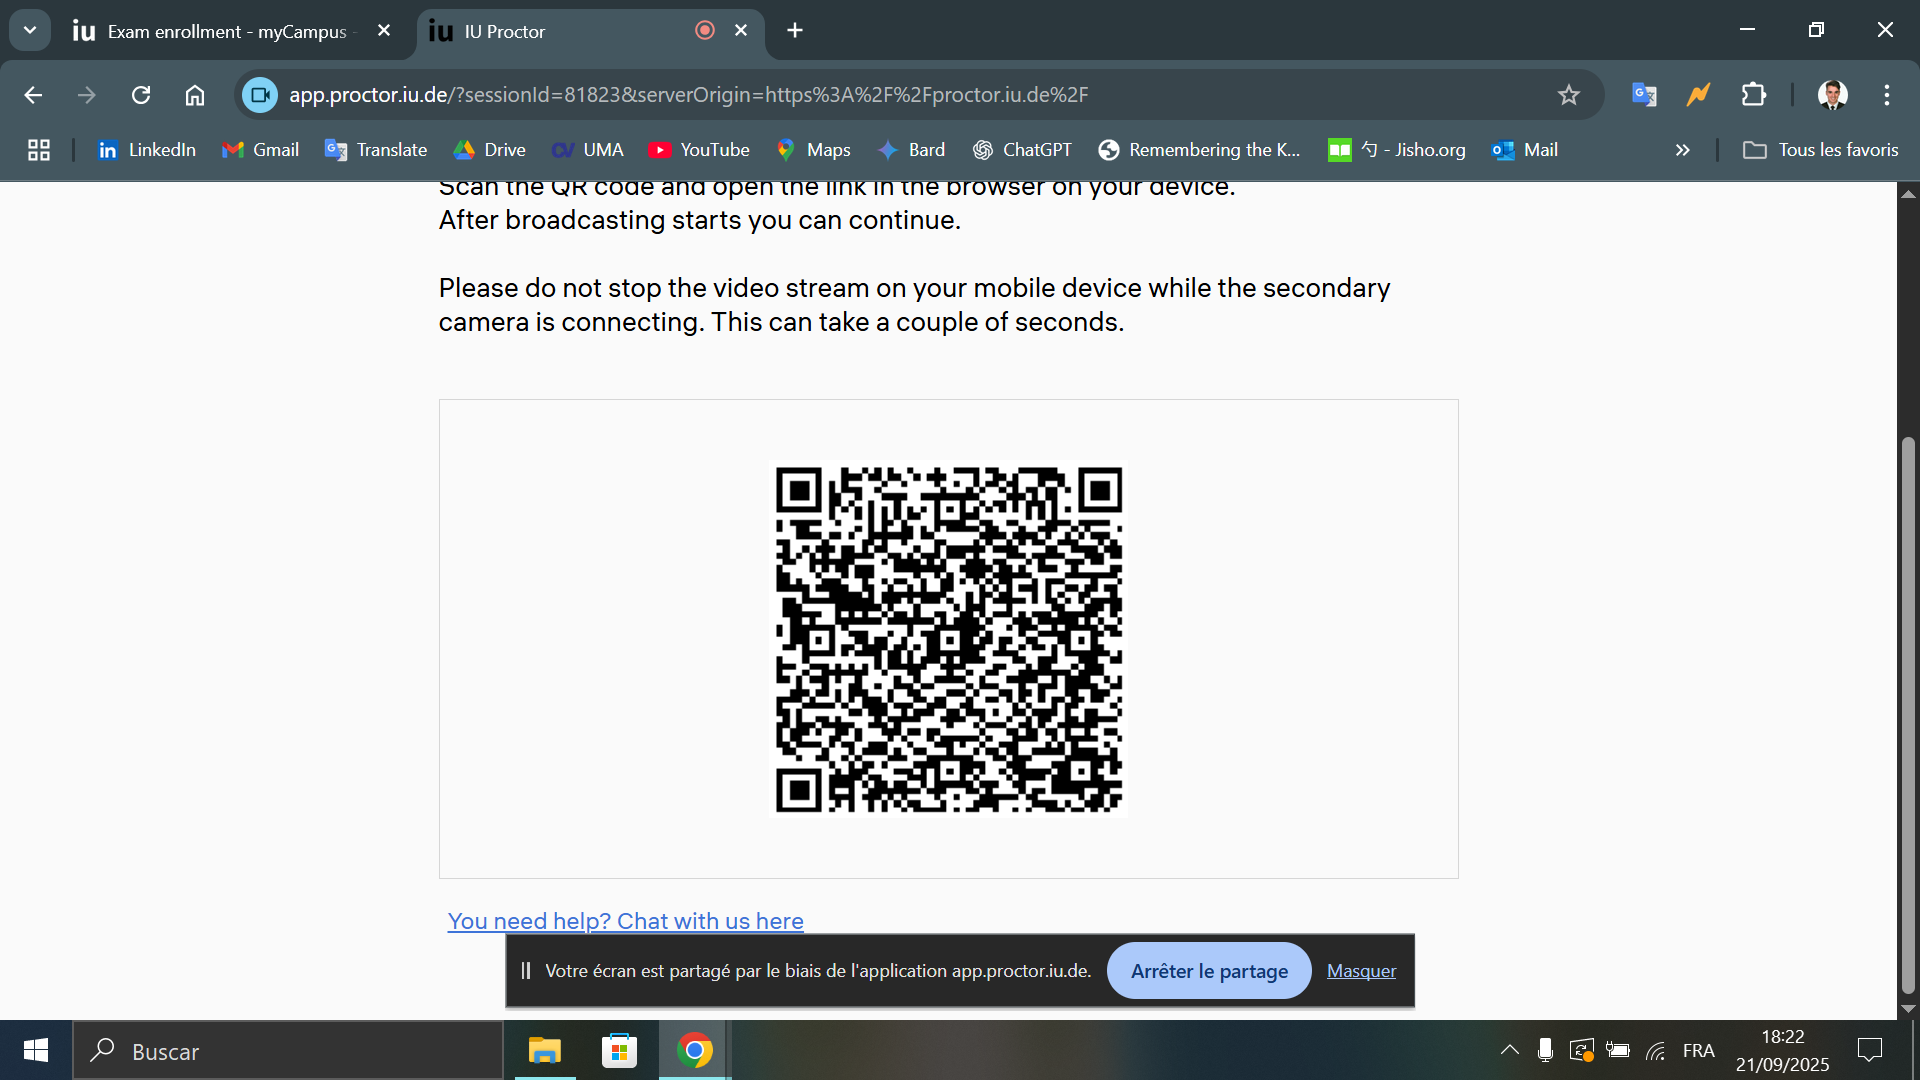 iu Exam enrollment - myCampus -
iu IU Proctor
app.proctor.iu.de/?sessionId=81823&serverOrigin=https%3A%2F%2Fproctor.iu.de%2F
LinkedIn Gmail Translate Drive UMA YouTube Maps Bard ChatGPT Remembering the K... 勺 - Jisho.org Mail » Tous les favoris
Scan the QR code and open the link in the browser on your device.
After broadcasting starts you can continue.
Please do not stop the video stream on your mobile device while the secondary
camera is connecting. This can take a couple of seconds.
You need help? Chat with us here
Votre écran est partagé par le biais de l'application app.proctor.iu.de. Arrêter le partage Masquer
Buscar
FRA
18:22
21/09/2025